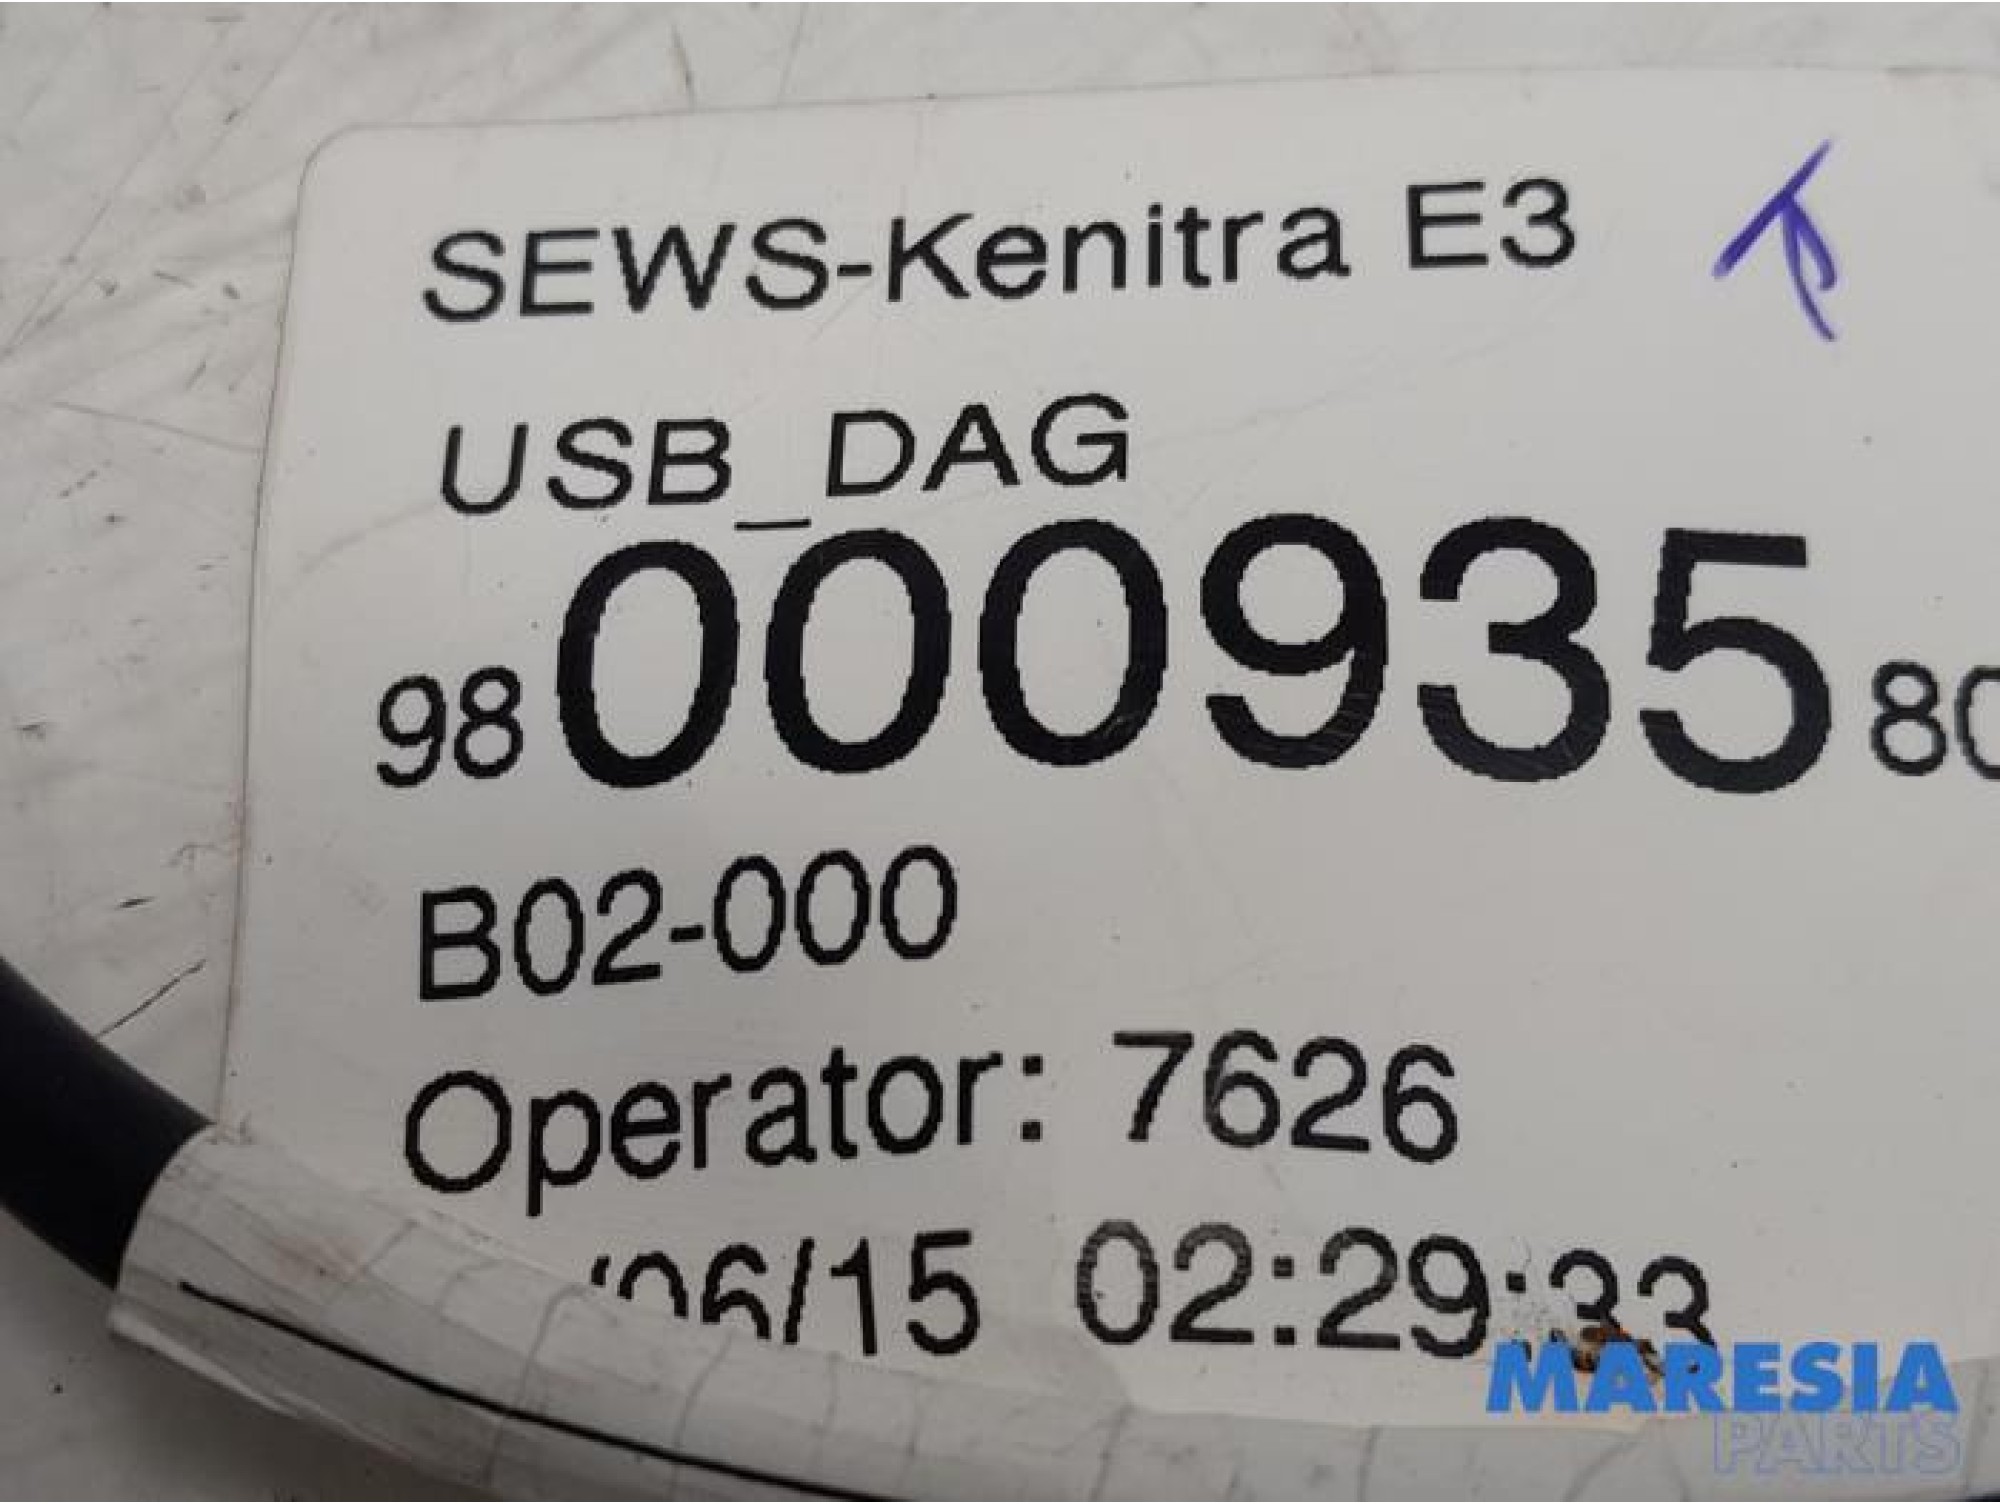 SEWS-Kenitra E3
USB_DAG
98 000935 80
B02-000
Operator: 7626
/06/15 02:29:33
MARESIA
PARTS